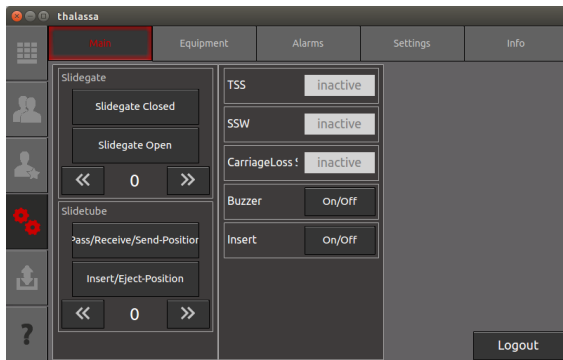 thalassa
Main Equipment Alarms Settings Info
Slidegate
Slidegate Closed
Slidegate Open
0
Slidetube
Pass/Receive/Send-Position
Insert/Eject-Position
0
TSS inactive
SSW inactive
CarriageLoss S inactive
Buzzer On/Off
Insert On/Off
?
Logout